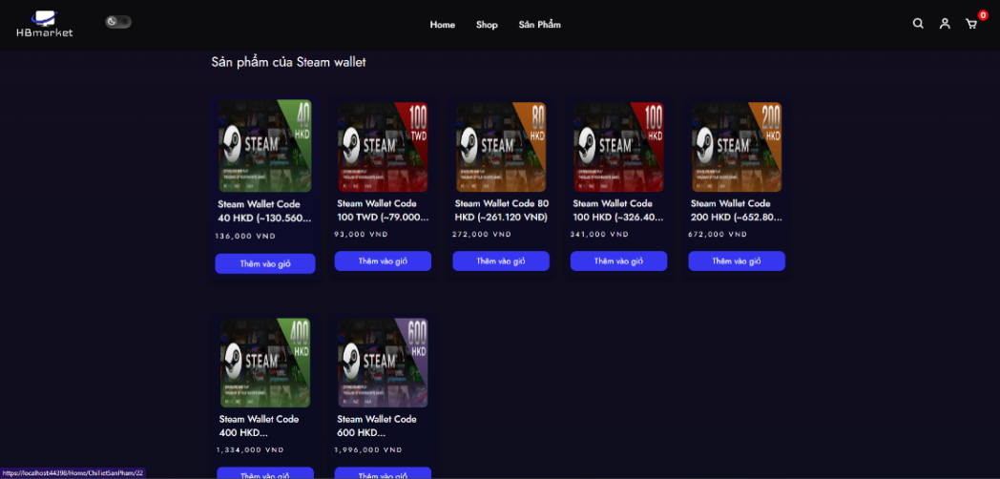 HBmarket
Home
Shop
Sản Phẩm
0
Sản phẩm của Steam wallet
40
HKD
STEAM
100
TWD
STEAM
80
HKD
STEAM
100
HKD
STEAM
200
HKD
STEAM
Steam Wallet Code
40 HKD (~130.560...
136,000 VND
Thêm vào giỏ
Steam Wallet Code
100 TWD (~79.000...
93,000 VND
Thêm vào giỏ
Steam Wallet Code 80
HKD (~261.120 VND)
272,000 VND
Thêm vào giỏ
Steam Wallet Code
100 HKD (~326.40...
341,000 VND
Thêm vào giỏ
Steam Wallet Code
200 HKD (~652.80...
672,000 VND
Thêm vào giỏ
400
HKD
STEAM
600
HKD
STEAM
Steam Wallet Code
400 HKD...
1,334,000 VND
Thêm vào giỏ
Steam Wallet Code
600 HKD...
1,996,000 VND
Thêm vào giỏ
https://localhost:44398/Home/ChiTietSanPham/22